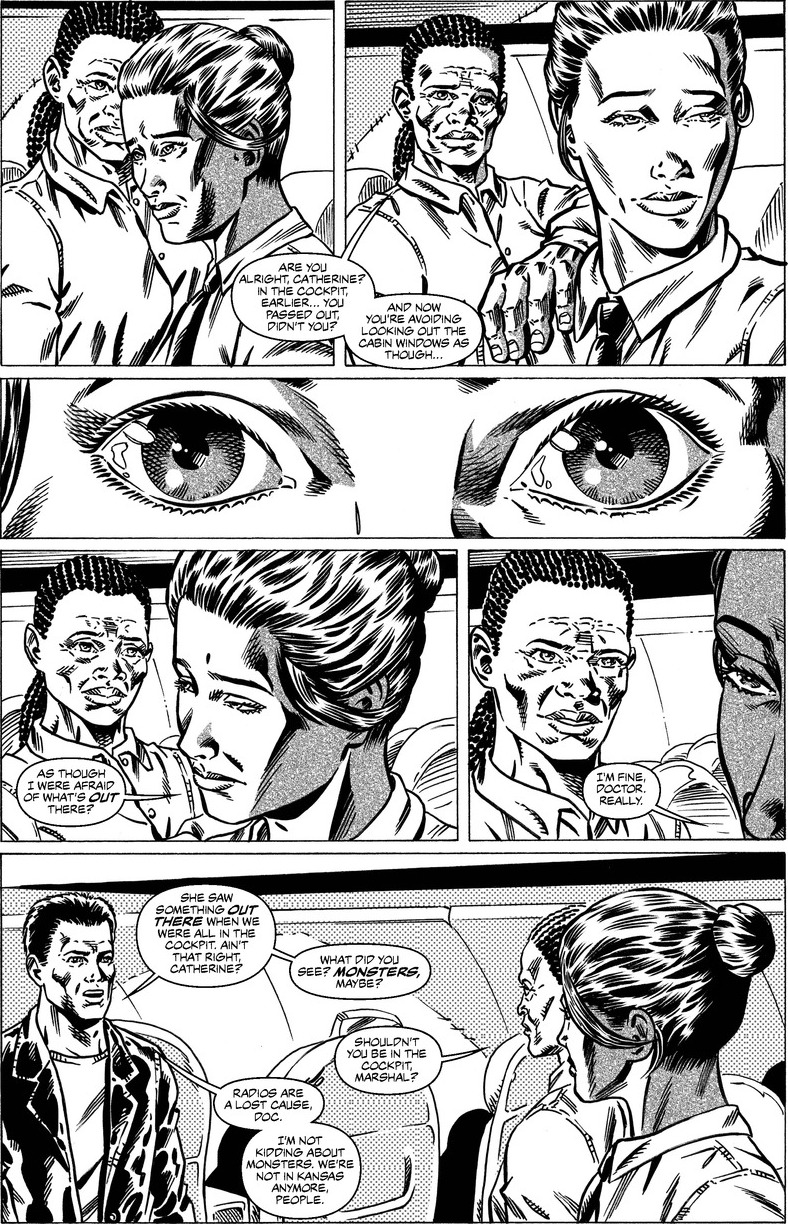 ARE YOU
ALRIGHT, CATHERINE?
IN THE COCKPIT,
EARLIER... YOU
PASSED OUT,
DIDN'T YOU?
AND NOW
YOU'RE AVOIDING
LOOKING OUT THE
CABIN WINDOWS AS
THOUGH...
AS THOUGH
I WERE AFRAID
OF WHAT'S OUT
THERE?
I'M FINE,
DOCTOR.
REALLY.
SHE SAW
SOMETHING OUT
THERE WHEN WE
WERE ALL IN THE
COCKPIT. AIN'T
THAT RIGHT,
CATHERINE?
WHAT DID YOU
SEE? MONSTERS,
MAYBE?
SHOULDN'T
YOU BE IN THE
COCKPIT,
MARSHAL?
RADIOS ARE
A LOST CAUSE,
DOC.
I'M NOT
KIDDING ABOUT
MONSTERS. WE'RE
NOT IN KANSAS
ANYMORE,
PEOPLE.